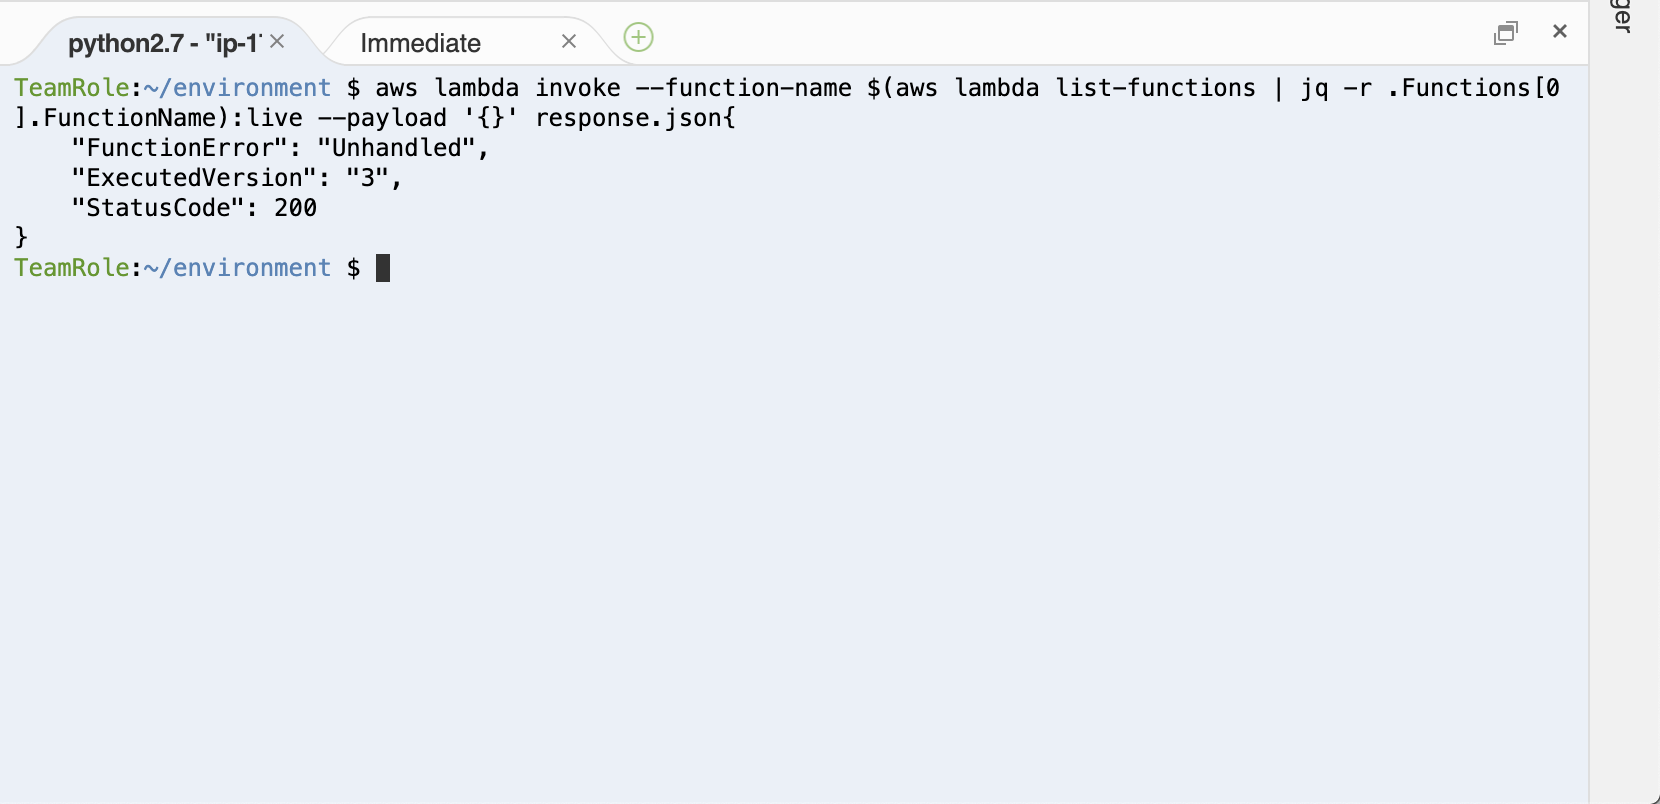 python2.7 - "ip-1
Immediate
ger
TeamRole:~/environment $ aws lambda invoke --function-name $(aws lambda list-functions | jq -r .Functions[0
].FunctionName):live --payload '{}' response.json{
    "FunctionError": "Unhandled",
    "ExecutedVersion": "3",
    "StatusCode": 200
}
TeamRole:~/environment $